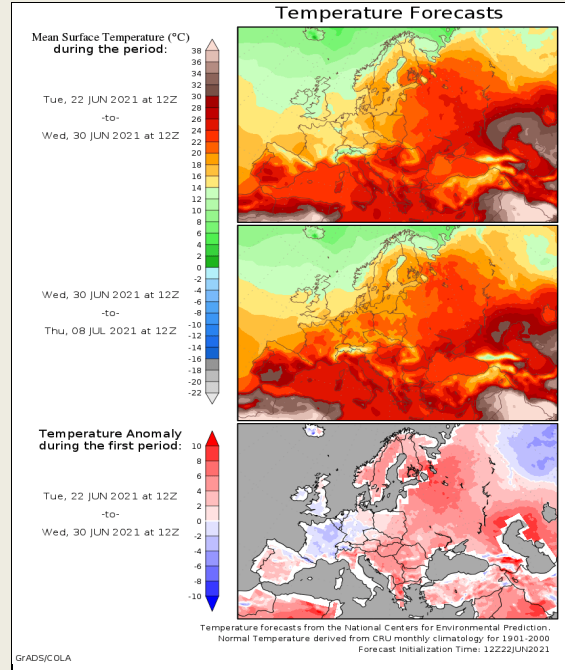 Temperature Forecasts
Mean Surface Temperature (°C)
during the period:
Tue, 22 JUN 2021 at 12Z
-to-
Wed, 30 JUN 2021 at 12Z
38
36
34
32
30
28
26
24
22
20
18
16
14
12
10
8
6
4
2
0
-2
-4
-6
-8
-10
-12
-14
-16
-18
-20
-22
Wed, 30 JUN 2021 at 12Z
-to-
Thu, 08 JUL 2021 at 12Z
Temperature Anomaly
during the first period:
Tue, 22 JUN 2021 at 12Z
-to-
Wed, 30 JUN 2021 at 12Z
10
8
6
4
2
0
-2
-4
-6
-8
-10
Temperature forecasts from the National Centers for Environmental Prediction.
Normal Temperature derived from CRU monthly climatology for 1901-2000
Forecast Initialization Time: 12Z22JUN2021
GrADS/COLA